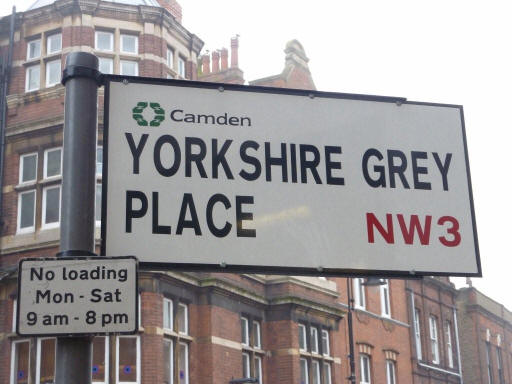 Camden
YORKSHIRE GREY
PLACE
NW3
No loading
Mon - Sat
9 am - 8 pm